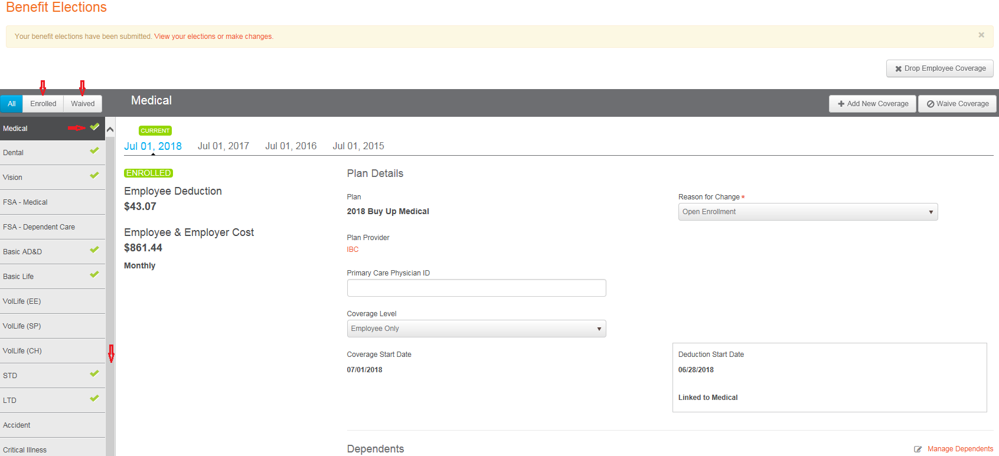 Benefit Elections
Your benefit elections have been submitted. View your elections or make changes.
Drop Employee Coverage
All Enrolled Waived
Medical
Add New Coverage Waive Coverage
Medical
Dental
Vision
FSA - Medical
FSA - Dependent Care
Basic AD&D
Basic Life
VolLife (EE)
VolLife (SP)
VolLife (CH)
STD
LTD
Accident
Critical Illness
CURRENT
Jul 01, 2018 Jul 01, 2017 Jul 01, 2016 Jul 01, 2015
ENROLLED
Employee Deduction
$43.07
Employee & Employer Cost
$861.44
Monthly
Plan Details
Plan
2018 Buy Up Medical
Plan Provider
IBC
Primary Care Physician ID
Coverage Level
Employee Only
Coverage Start Date
07/01/2018
Reason for Change *
Open Enrollment
Deduction Start Date
06/28/2018
Linked to Medical
Dependents
Manage Dependents